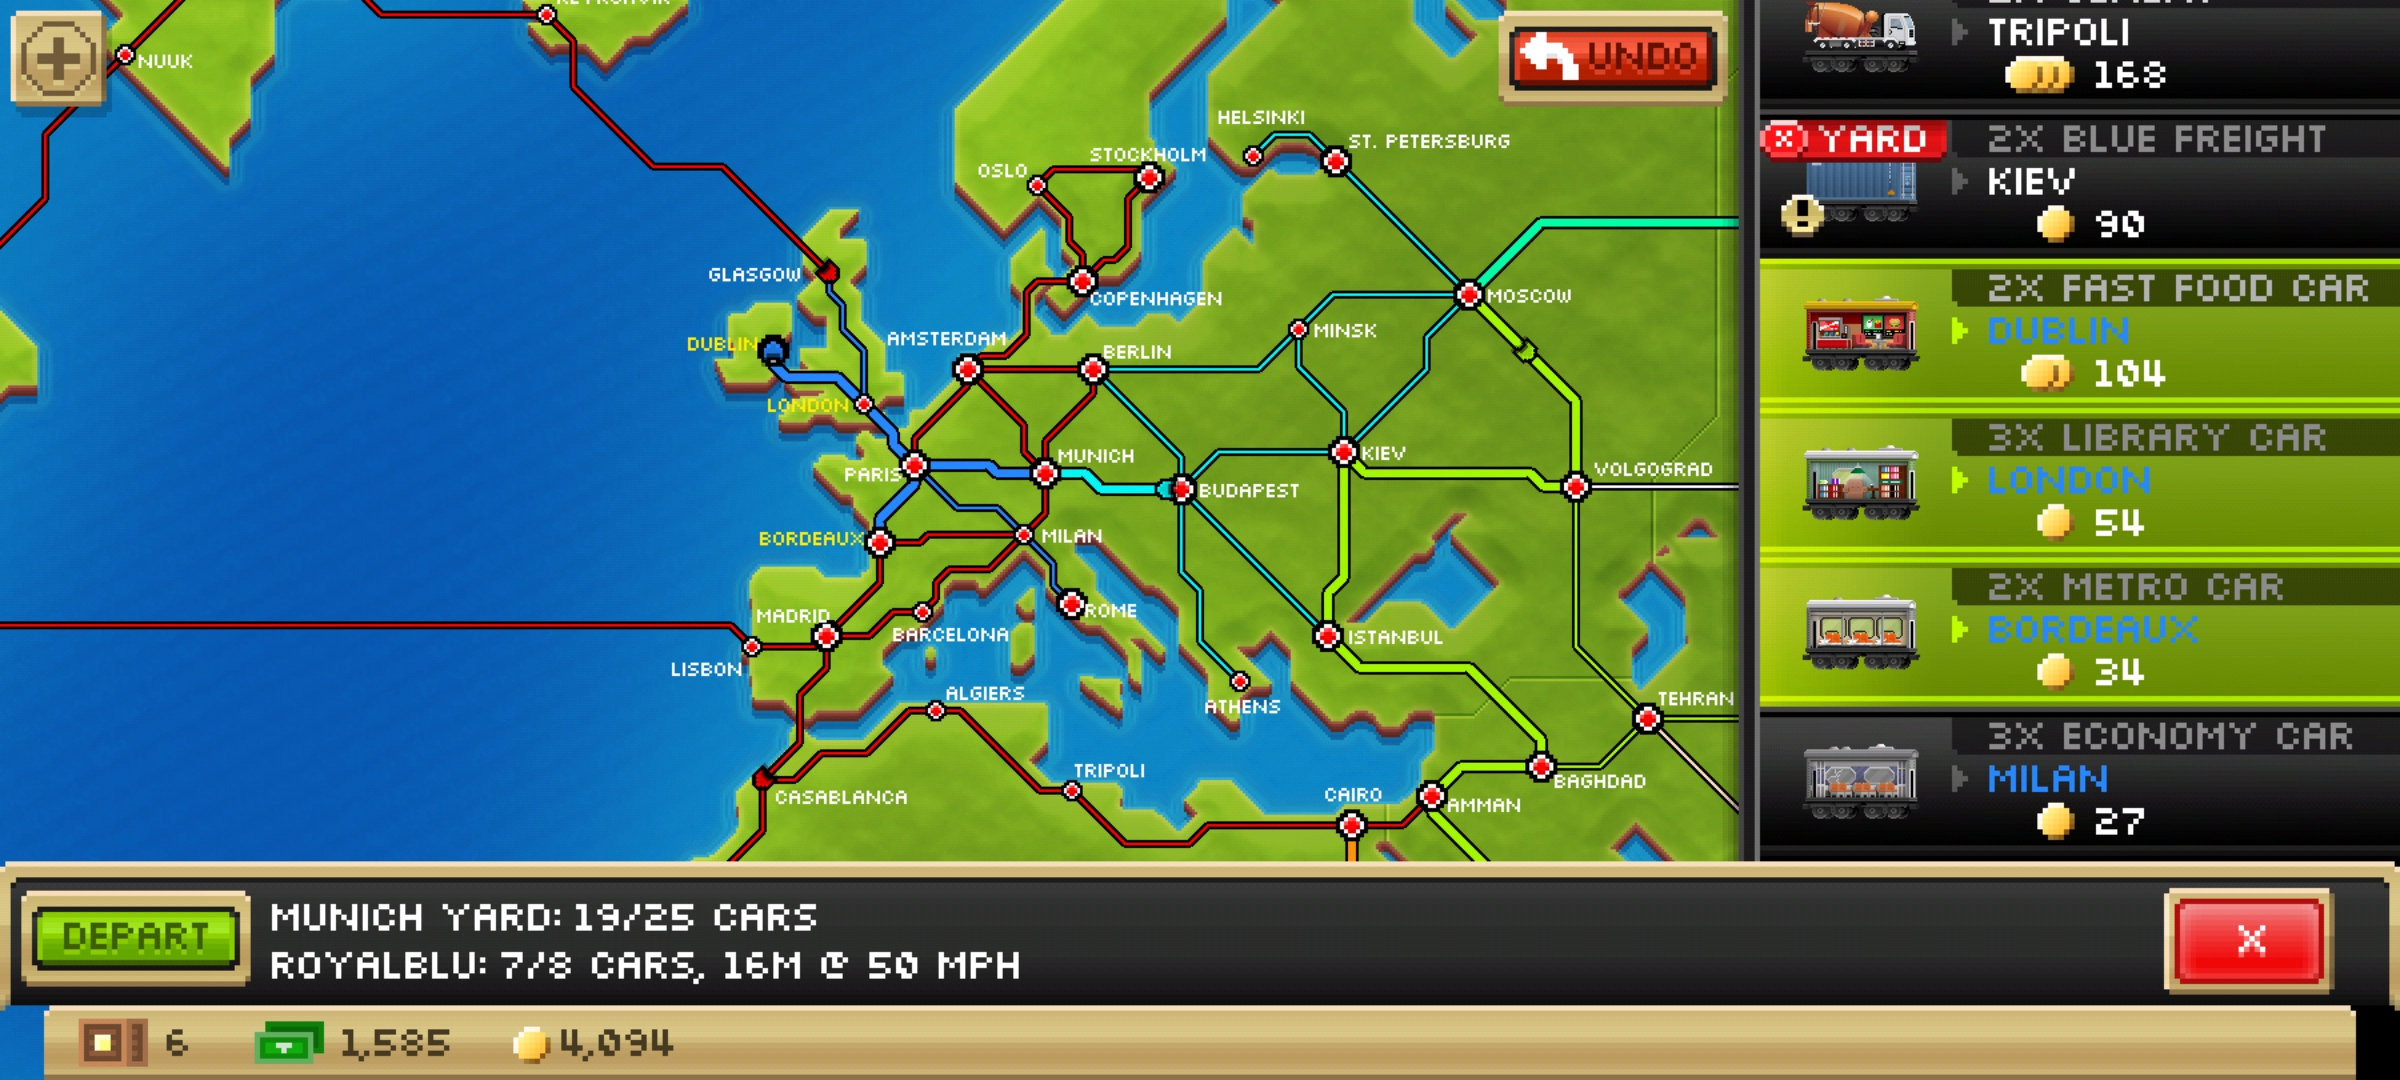 NUUK
UNDO
HELSINKI
ST. PETERSBURG
STOCKHOLM
OSLO
GLASGOW
COPENHAGEN
MOSCOW
MINSK
AMSTERDAM
BERLIN
DUBLIN
LONDON
PARIS
MUNICH
KIEV
VOLGOGRAD
BUDAPEST
BORDEAUX
MILAN
ROME
MADRID
BARCELONA
ISTANBUL
LISBON
ALGIERS
ATHENS
TEHRAN
TRIPOLI
BAGHDAD
CASABLANCA
CAIRO
AMMAN
TRIPOLI
168
YARD
2X BLUE FREIGHT
KIEV
90
2X FAST FOOD CAR
DUBLIN
104
3X LIBRARY CAR
LONDON
54
2X METRO CAR
BORDEAUX
34
3X ECONOMY CAR
MILAN
27
DEPART
MUNICH YARD: 19/25 CARS
ROYALBLU: 7/8 CARS, 16M @ 50 MPH
X
6
1,585
4,094